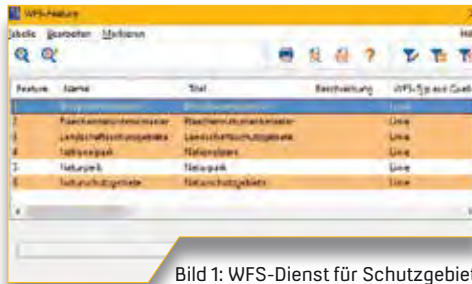 WFS-Feature
Tabelle Bearbeiten Markieren
Feature Name Titel Beschreibung WFS-Typ aus Quelle
1
2 Flaechennaturdenkmaeler Flaechennaturdenkmaeler Linie
3 Landschaftsschutzgebiete Landschaftsschutzgebiete Linie
4 Nationalpark Nationalpark Linie
5 Naturpark Naturpark Linie
6 Naturschutzgebiete Naturschutzgebiete Linie
Bild 1: WFS-Dienst für Schutzgebiet